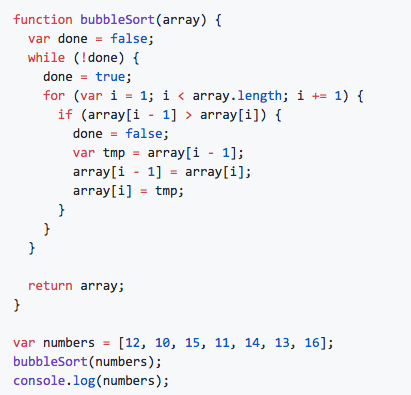 function bubbleSort(array) {
  var done = false;
  while (!done) {
    done = true;
    for (var i = 1; i < array.length; i += 1) {
      if (array[i - 1] > array[i]) {
        done = false;
        var tmp = array[i - 1];
        array[i - 1] = array[i];
        array[i] = tmp;
      }
    }
  }

  return array;
}

var numbers = [12, 10, 15, 11, 14, 13, 16];
bubbleSort(numbers);
console.log(numbers);